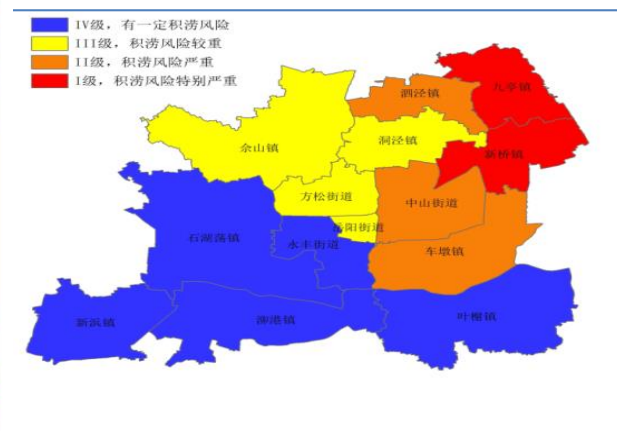 IV级，有一定积涝风险
III级，积涝风险较重
II级，积涝风险严重
I级，积涝风险特别严重
九亭镇
泗泾镇
洞泾镇
佘山镇
新桥镇
方松街道
中山街道
岳阳街道
石湖荡镇
永丰街道
车墩镇
新浜镇
泖港镇
叶榭镇